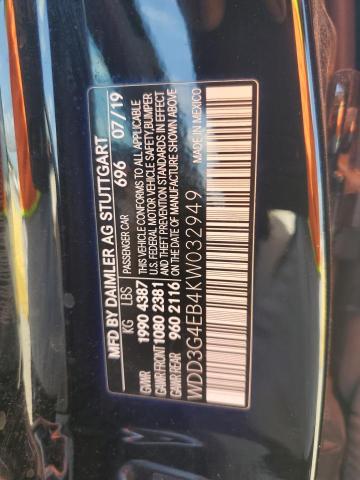 MFD BY DAIMLER AG STUTTGART
PASSENGER CAR 696 07/19
KG LBS
GVWR 1990 4387
GWR FRONT 1080 2381
GWR REAR 960 2116
THIS VEHICLE CONFORMS TO ALL APPLICABLE
U.S. FEDERAL MOTOR VEHICLE SAFETY, BUMPER
AND THEFT PREVENTION STANDARDS IN EFFECT
ON THE DATE OF MANUFACTURE SHOWN ABOVE
WDD3G4EB4KW032949
MADE IN MEXICO